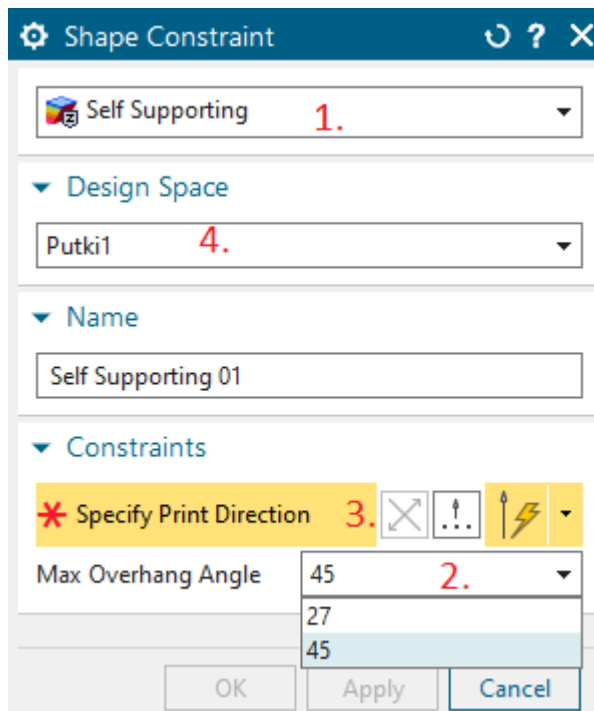 Shape Constraint
Self Supporting 1.
Design Space
Putki1 4.
Name
Self Supporting 01
Constraints
Specify Print Direction 3.
Max Overhang Angle 45 2.
27
45
OK Apply Cancel